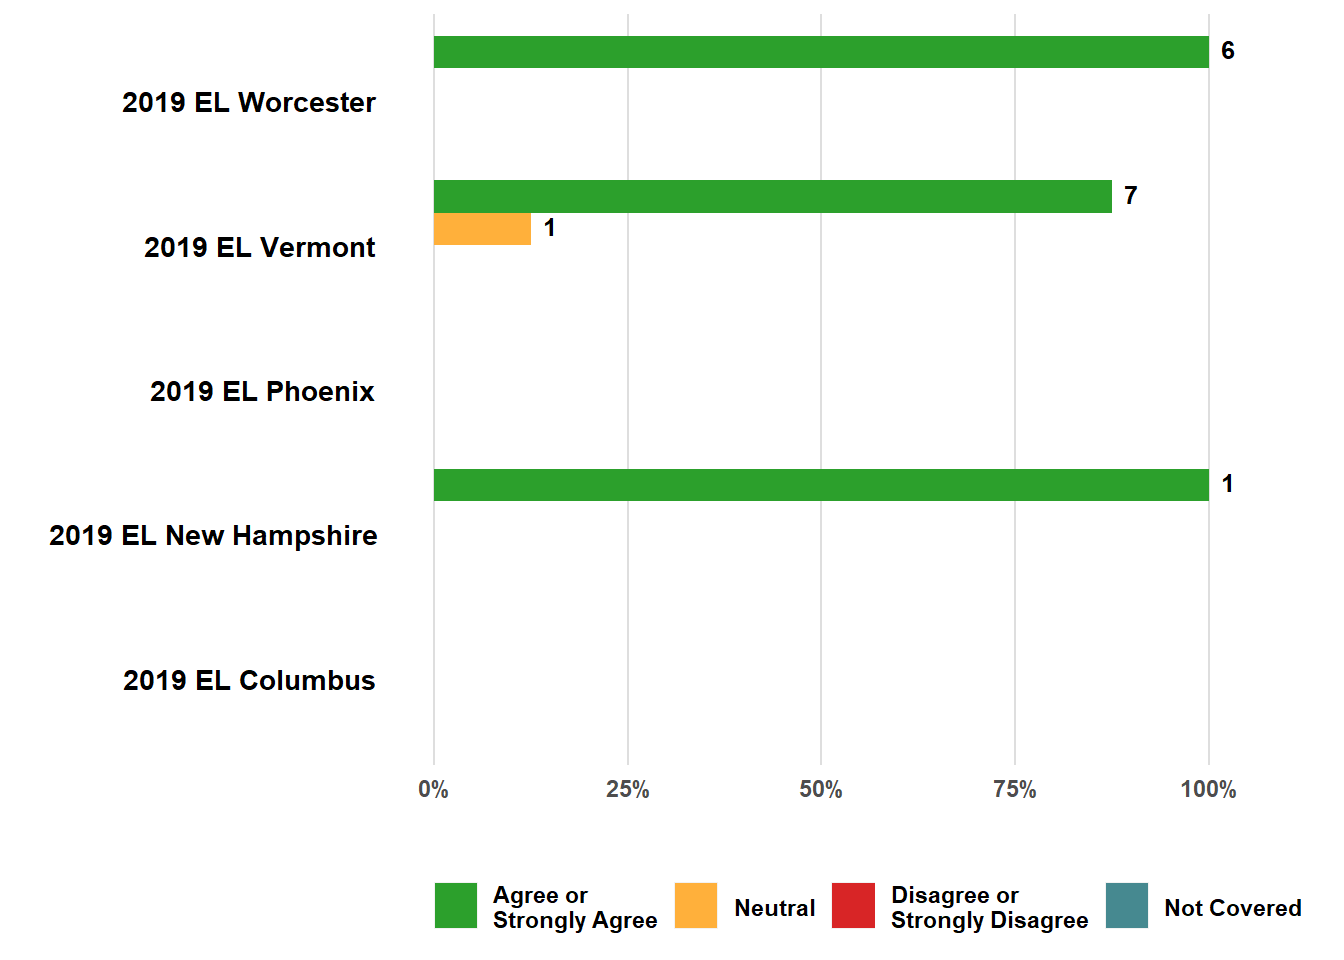 6
2019 EL Worcester
7
1
2019 EL Vermont
2019 EL Phoenix
1
2019 EL New Hampshire
2019 EL Columbus
0% 25% 50% 75% 100%
Agree or
Strongly Agree
Neutral
Disagree or
Strongly Disagree
Not Covered